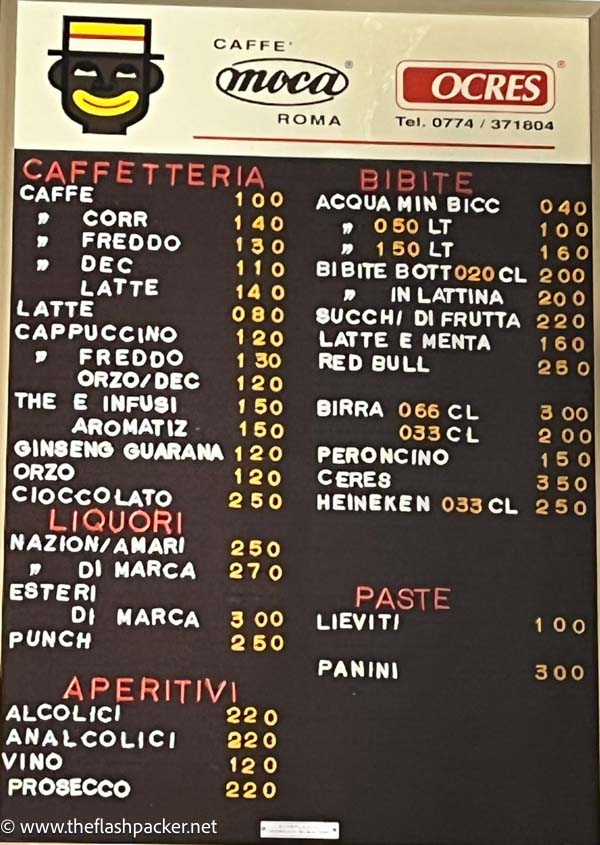 CAFFE'
moca®
ROMA
OCRES®
Tel. 0774 / 371804
CAFFETTERIA
CAFFE 100
" CORR 140
" FREDDO 130
" DEC 110
LATTE 140
LATTE 080
CAPPUCCINO 120
" FREDDO 130
ORZO/DEC 120
THE E INFUSI 150
AROMATIZ 150
GINSENG GUARANA 120
ORZO 120
CIOCCOLATO 250
LIQUORI
NAZION/AMARI 250
" DI MARCA 270
ESTERI
DI MARCA 300
PUNCH 250
APERITIVI
ALCOLICI 220
ANALCOLICI 220
VINO 120
PROSECCO 220
BIBITE
ACQUA MIN BICC 040
" 050 LT 100
" 150 LT 160
BIBITE BOTT 020 CL 200
" IN LATTINA 200
SUCCHI DI FRUTTA 220
LATTE E MENTA 160
RED BULL 250
BIRRA 066 CL 300
033 CL 200
PERONCINO 150
CERES 350
HEINEKEN 033 CL 250
PASTE
LIEVITI 100
PANINI 300
© www.theflashpacker.net